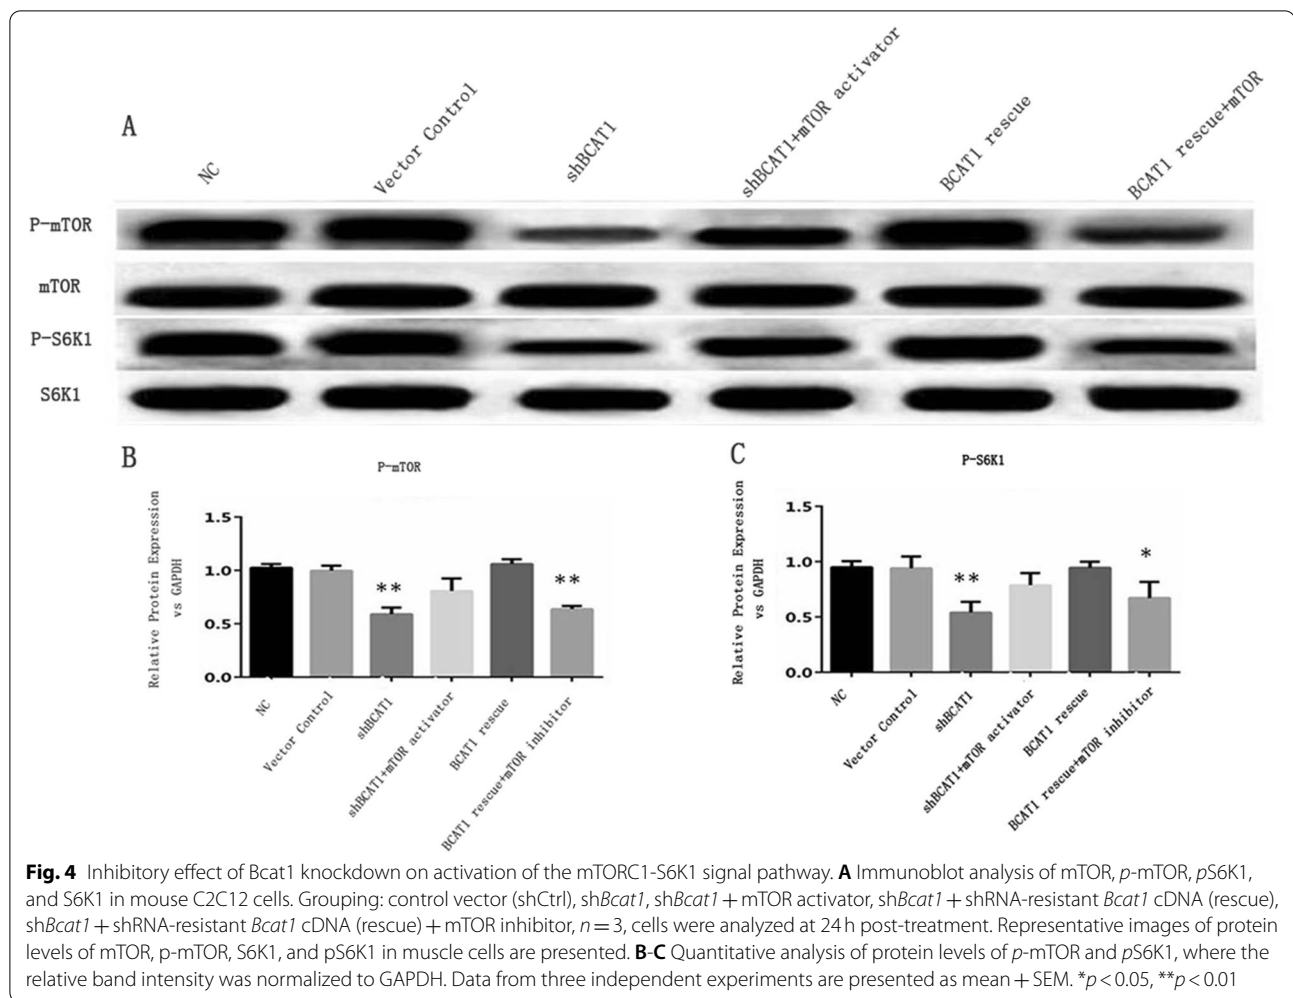 A
NC
Vector Control
shBCAT1
shBCAT1+mTOR activator
BCAT1 rescue
BCAT1 rescue+mTOR
P-mTOR
mTOR
P-S6K1
S6K1
B
P-mTOR
Relative Protein Expression
vs GAPDH
1.5
1.0
0.5
0.0
**
**
NC
Vector Control
shBCAT1
shBCAT1+mTOR activator
BCAT1 rescue
BCAT1 rescue+mTOR inhibitor
C
P-S6K1
Relative Protein Expression
vs GAPDH
1.5
1.0
0.5
0.0
**
*
NC
Vector Control
shBCAT1
shBCAT1+mTOR activator
BCAT1 rescue
BCAT1 rescue+mTOR inhibitor
Fig. 4 Inhibitory effect of Bcat1 knockdown on activation of the mTORC1-S6K1 signal pathway. A Immunoblot analysis of mTOR, p-mTOR, pS6K1,
and S6K1 in mouse C2C12 cells. Grouping: control vector (shCtrl), shBcat1, shBcat1 + mTOR activator, shBcat1 + shRNA-resistant Bcat1 cDNA (rescue),
shBcat1 + shRNA-resistant Bcat1 cDNA (rescue) + mTOR inhibitor, n = 3, cells were analyzed at 24 h post-treatment. Representative images of protein
levels of mTOR, p-mTOR, S6K1, and pS6K1 in muscle cells are presented. B-C Quantitative analysis of protein levels of p-mTOR and pS6K1, where the
relative band intensity was normalized to GAPDH. Data from three independent experiments are presented as mean + SEM. *p < 0.05, **p < 0.01